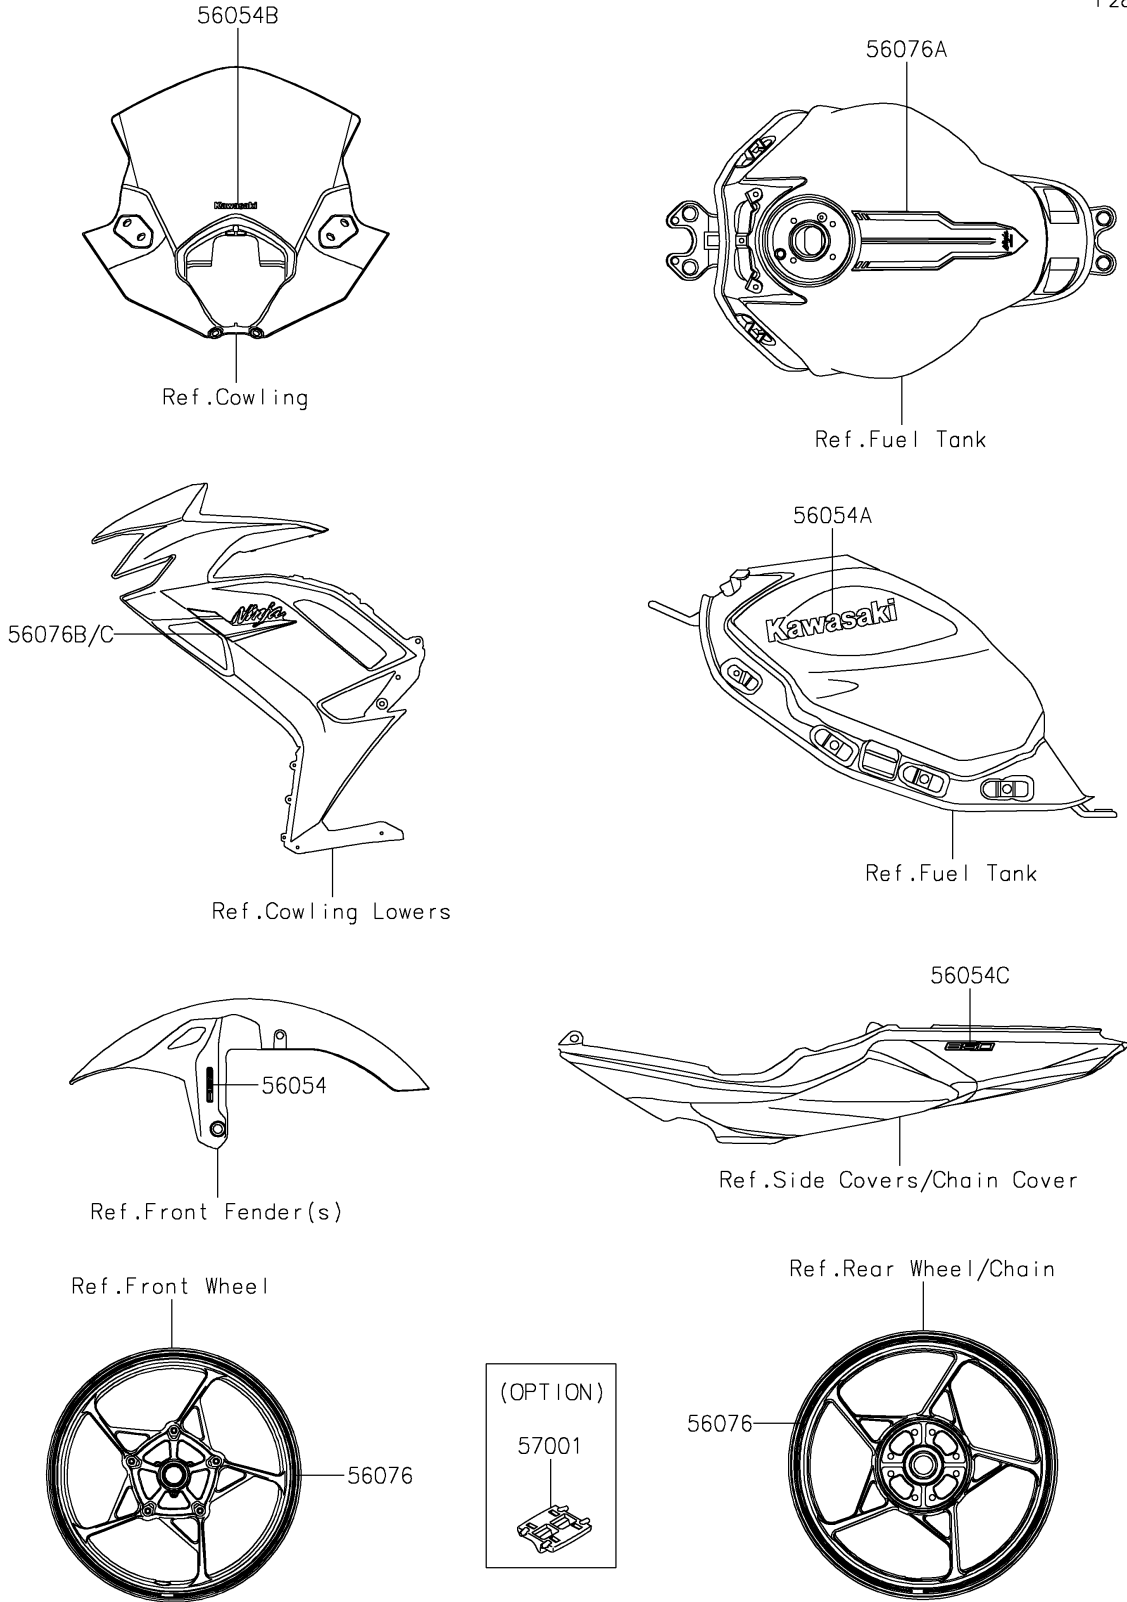 56054B
56076A
Kawasaki
Ref.Cowling
Ref.Fuel Tank
56054A
Kawasaki
Ninja
56076B/C
Ref.Fuel Tank
Ref.Cowling Lowers
56054C
650
56054
Ref.Side Covers/Chain Cover
Ref.Front Fender(s)
Ref.Rear Wheel/Chain
Ref.Front Wheel
(OPTION)
56076
57001
56076